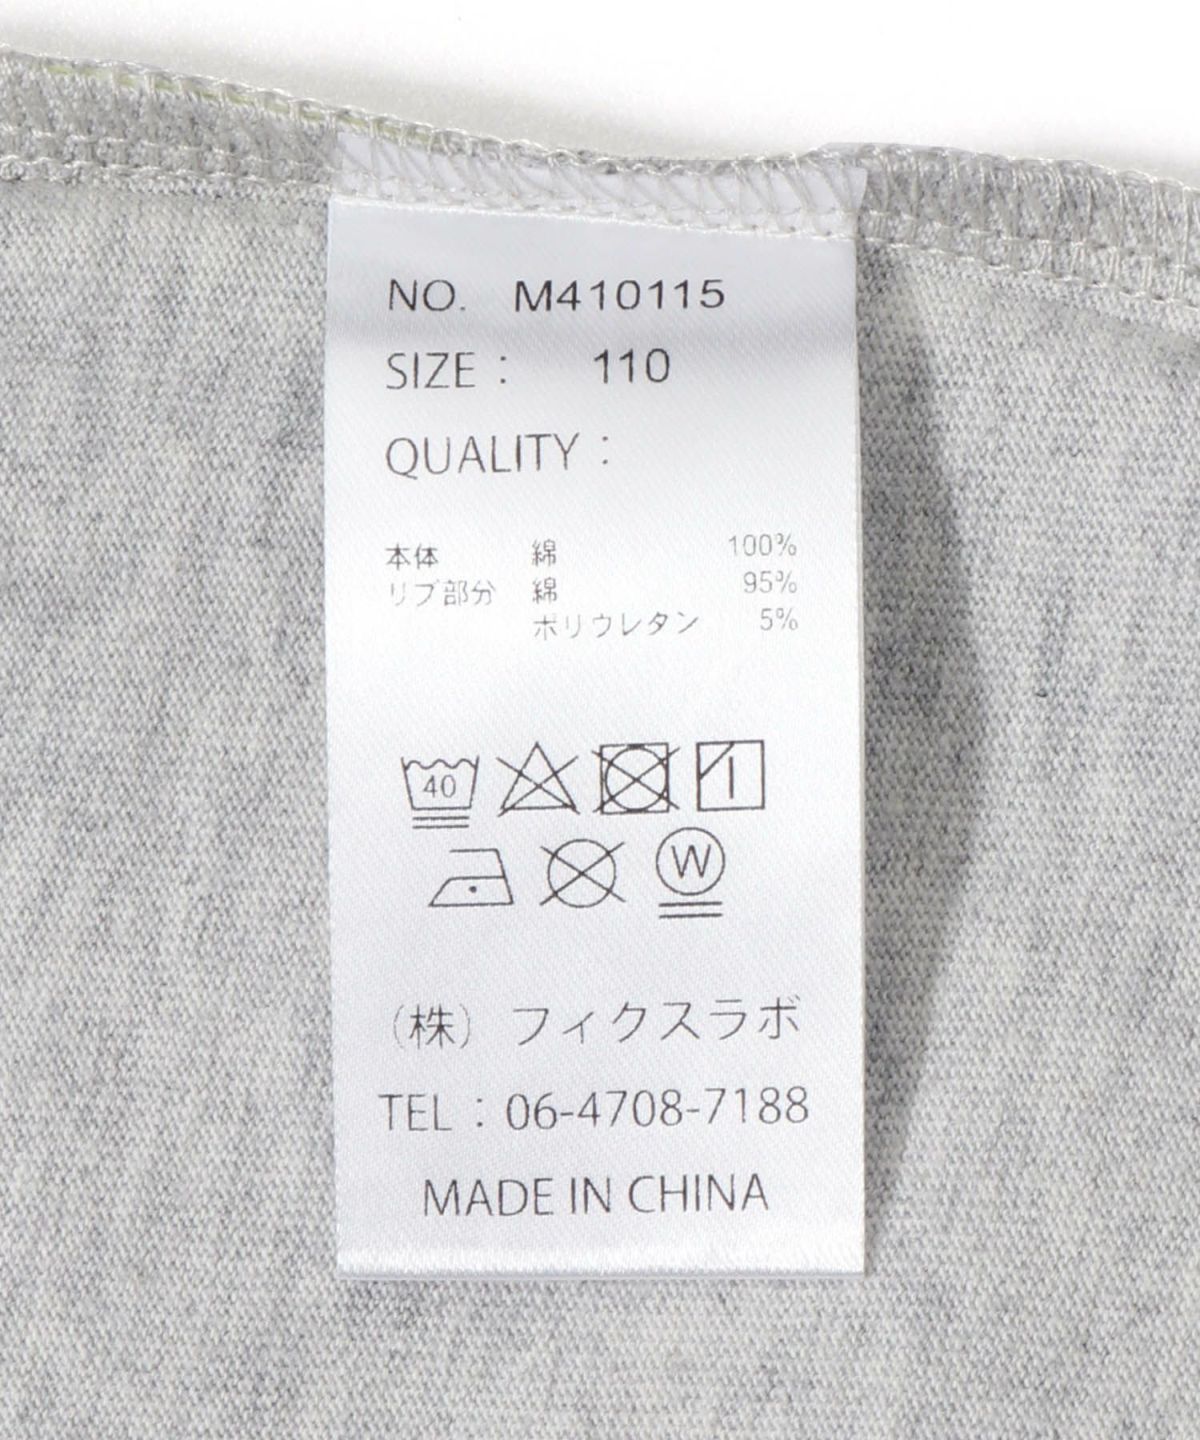 NO. M410115
SIZE : 110
QUALITY :
本体 綿 100%
リブ部分 綿 95%
ポリウレタン 5%
40
W
(株) フィクスラボ
TEL : 06-4708-7188
MADE IN CHINA